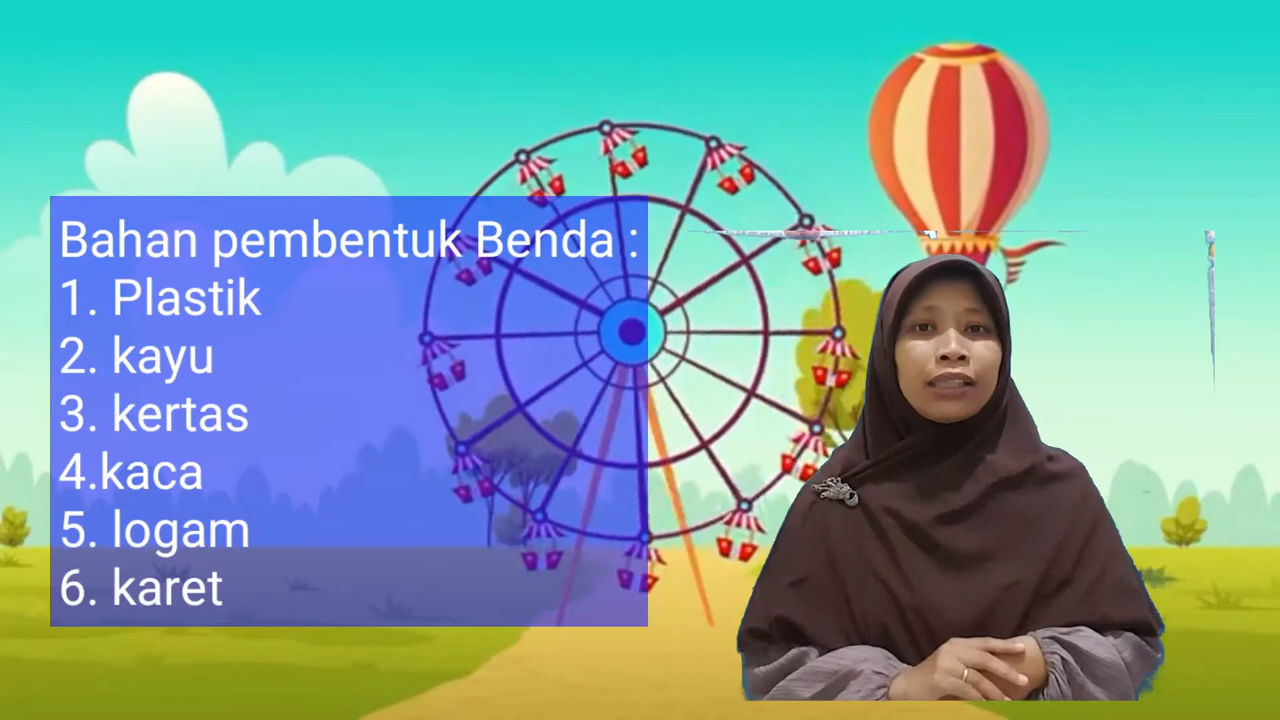 Bahan pembentuk Benda :
1. Plastik
2. kayu
3. kertas
4.kaca
5. logam
6. karet